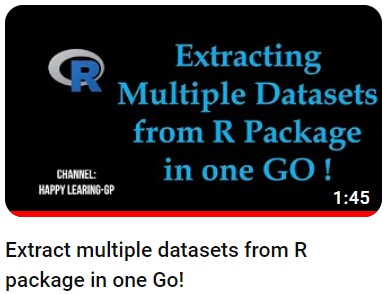 R
Extracting
Multiple Datasets
from R Package
in one GO !
CHANNEL:
HAPPY LEARING-GP
1:45
Extract multiple datasets from R
package in one Go!